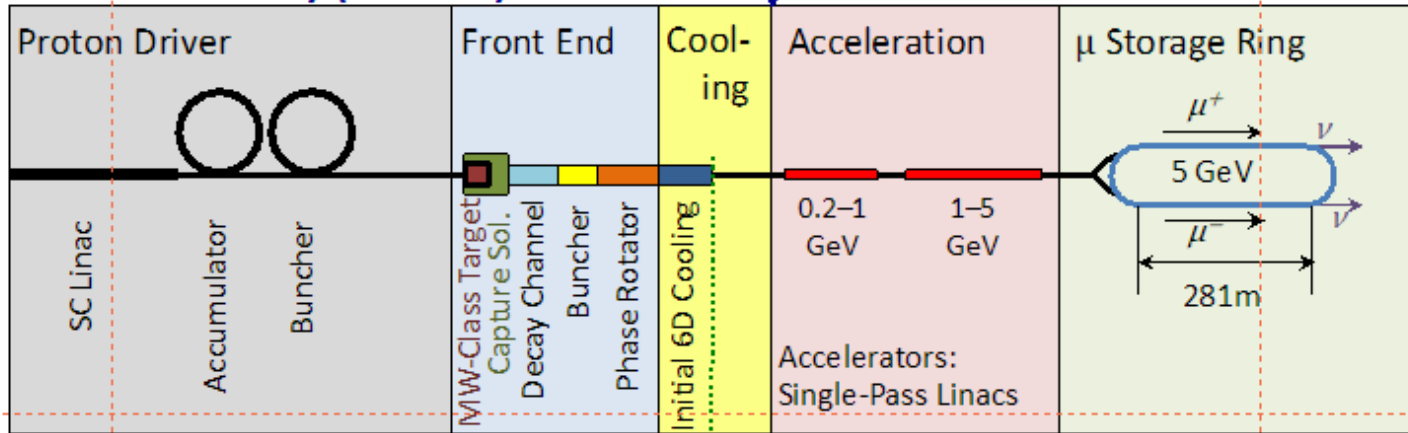 Proton Driver
Front End
Cool-
ing
Acceleration
μ Storage Ring
μ+
ν
5 GeV
μ−
ν
281m
0.2–1
GeV
1–5
GeV
Accelerators:
Single-Pass Linacs
SC Linac
Accumulator
Buncher
MW-Class Target
Capture Sol.
Decay Channel
Buncher
Phase Rotator
Initial 6D Cooling